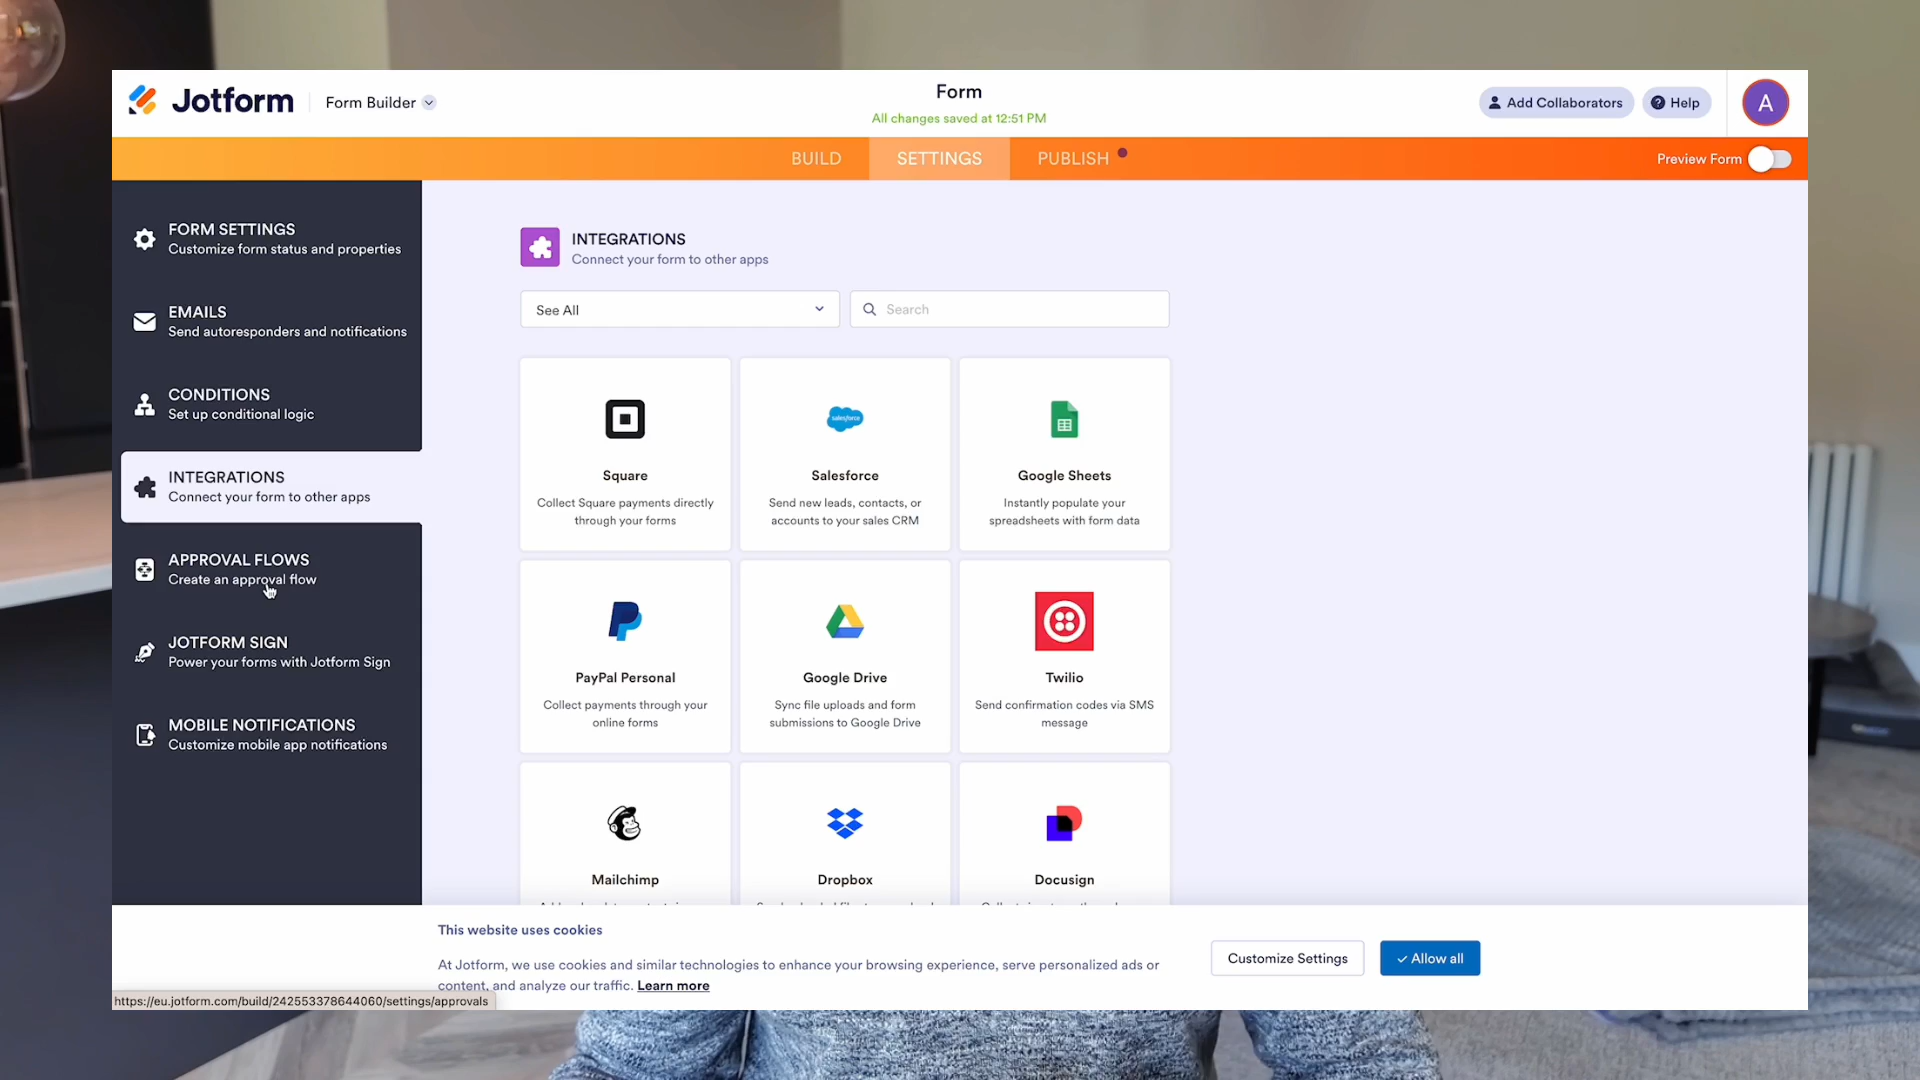 Jotform
Form Builder
Form
All changes saved at 12:51 PM
Add Collaborators
Help
A
BUILD
SETTINGS
PUBLISH
Preview Form
FORM SETTINGS
Customize form status and properties
EMAILS
Send autoresponders and notifications
CONDITIONS
Set up conditional logic
INTEGRATIONS
Connect your form to other apps
APPROVAL FLOWS
Create an approval flow
JOTFORM SIGN
Power your forms with Jotform Sign
MOBILE NOTIFICATIONS
Customize mobile app notifications
INTEGRATIONS
Connect your form to other apps
See All
Search
Square
Collect Square payments directly
through your forms
salesforce
Salesforce
Send new leads, contacts, or
accounts to your sales CRM
Google Sheets
Instantly populate your
spreadsheets with form data
PayPal Personal
Collect payments through your
online forms
Google Drive
Sync file uploads and form
submissions to Google Drive
Twilio
Send confirmation codes via SMS
message
Mailchimp
Dropbox
Docusign
This website uses cookies
At Jotform, we use cookies and similar technologies to enhance your browsing experience, serve personalized ads or
content, and analyze our traffic. Learn more
Customize Settings
Allow all
https://eu.jotform.com/build/242553378644060/settings/approvals